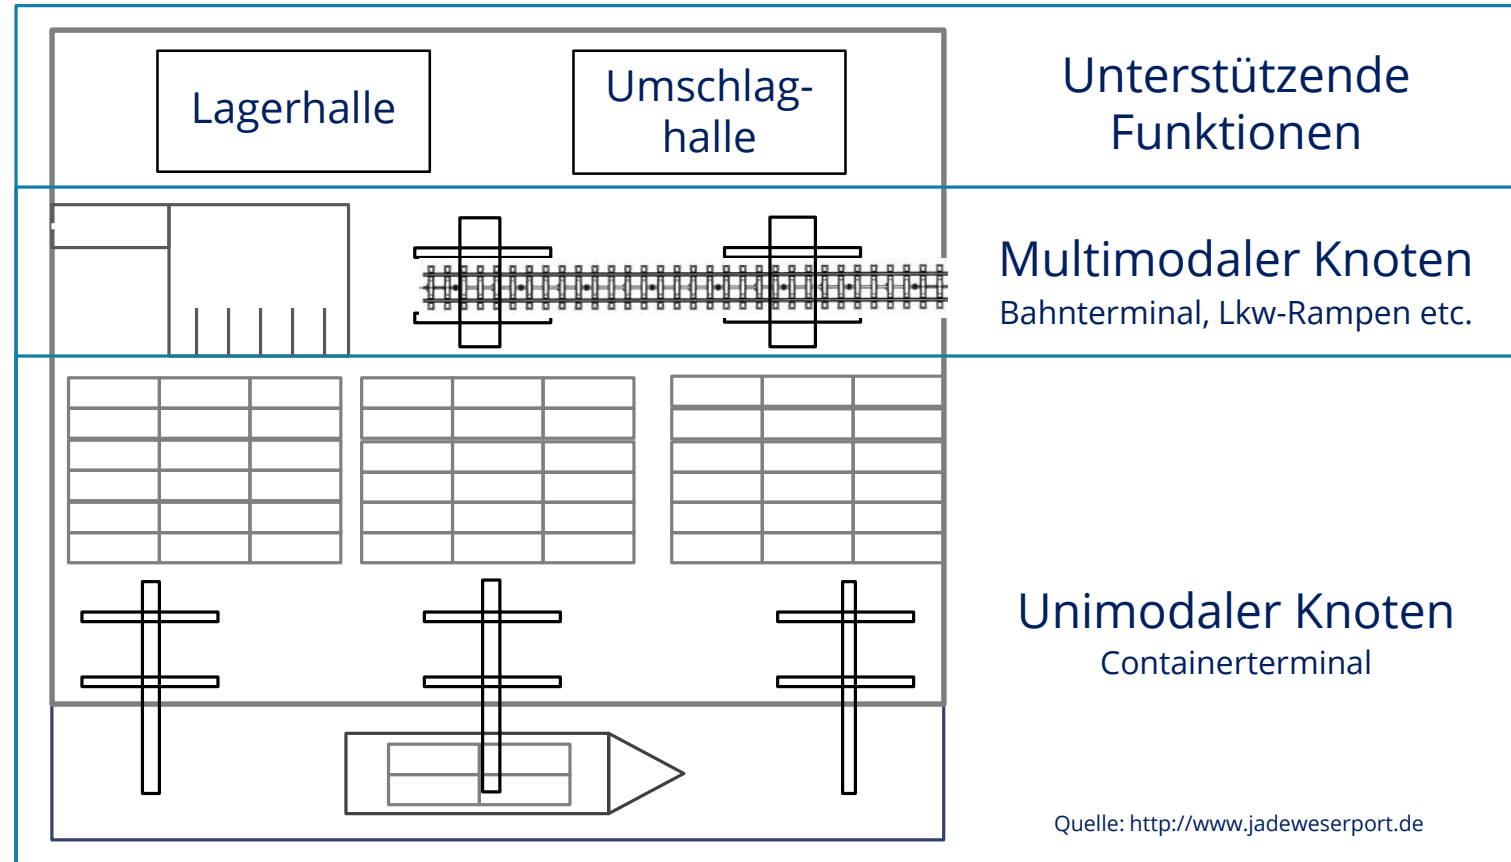 Lagerhalle
Umschlag-
halle
Unterstützende
Funktionen
Multimodaler Knoten
Bahnterminal, Lkw-Rampen etc.
Unimodaler Knoten
Containerterminal
Quelle: http://www.jadeweserport.de